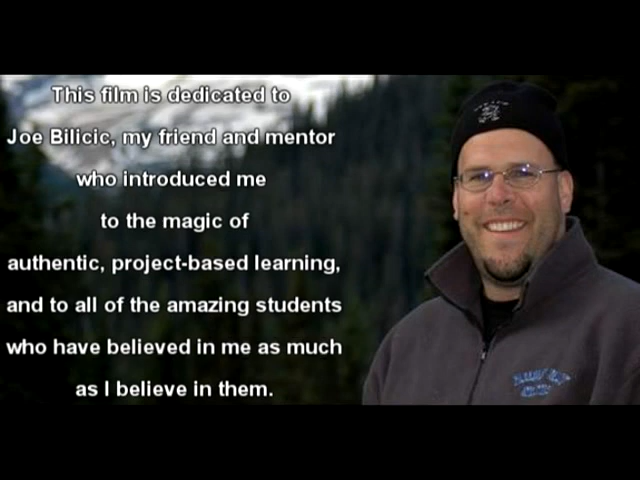 This film is dedicated to
Joe Bilicic, my friend and mentor
who introduced me
to the magic of
authentic, project-based learning,
and to all of the amazing students
who have believed in me as much
as I believe in them.